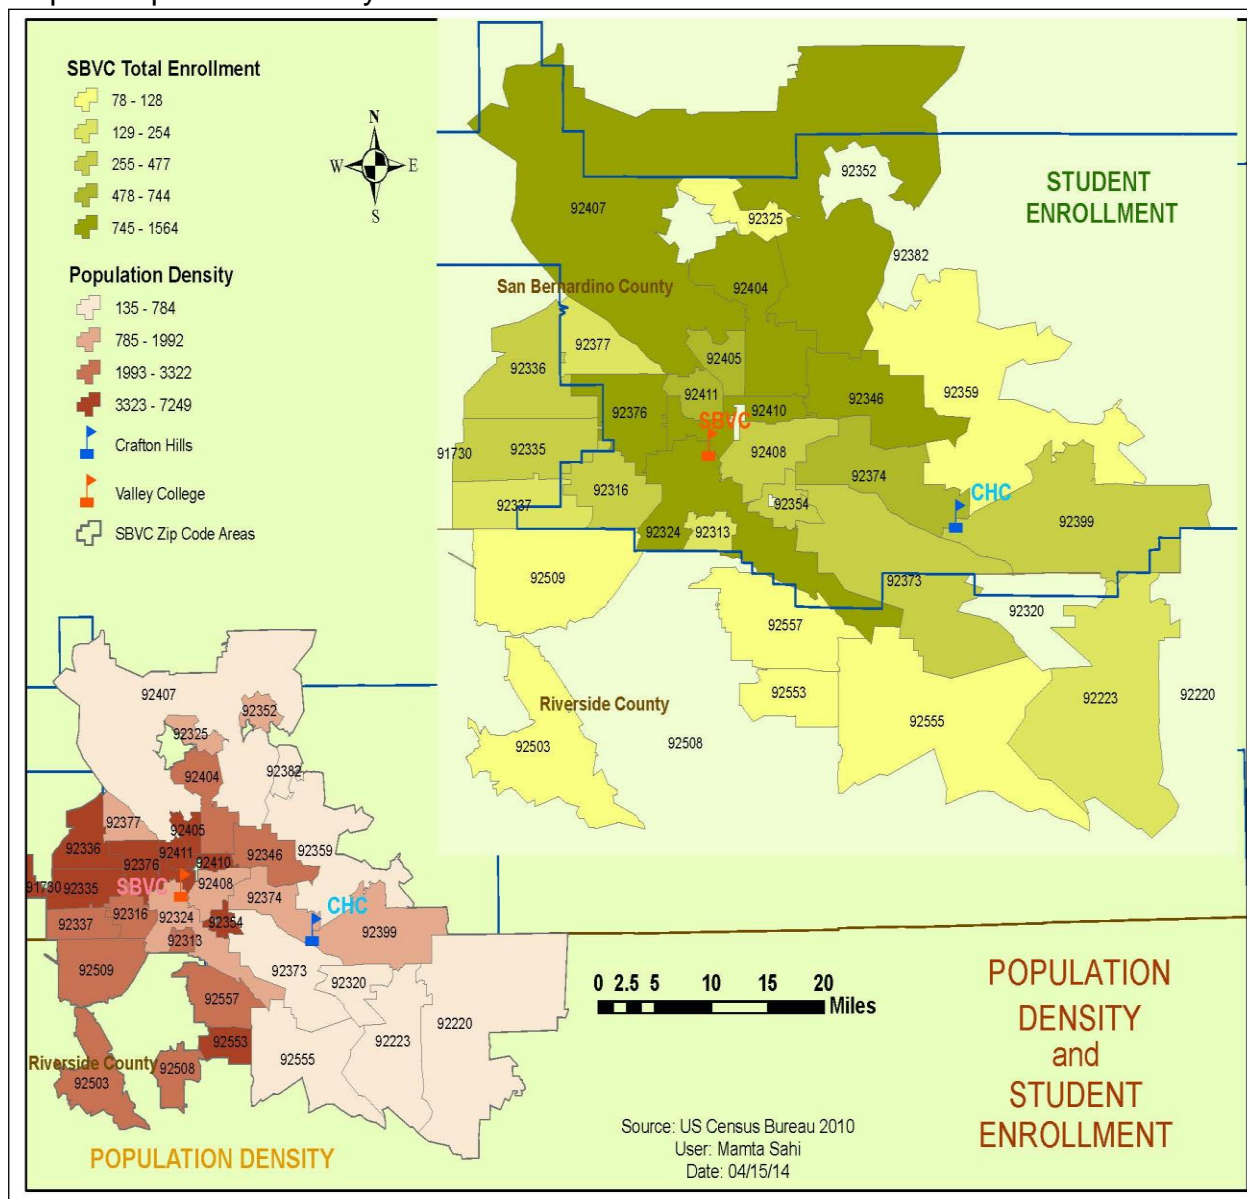 SBVC Total Enrollment
78 - 128
129 - 254
255 - 477
478 - 744
745 - 1564
Population Density
135 - 784
785 - 1992
1993 - 3322
3323 - 7249
Crafton Hills
Valley College
SBVC Zip Code Areas
N
W
E
S
STUDENT
ENROLLMENT
92352
92407
92325
92382
San Bernardino County
92404
92377
92405
92336
92359
92411
92346
92376
92410
SBVC
91730
92335
92408
92374
92316
CHC
92337
92354
92399
92324
92313
92509
92373
92320
92557
92553
Riverside County
92223
92220
92555
92503
92508
92407
92352
92325
92404
92382
92377
92405
92336
92411
92346
92359
92376
92410
91730
92335
SBVC
92408
92374
CHC
92337
92316
92324
92354
92399
92313
92509
92373
92320
92557
92220
92553
92223
92555
Riverside County
92508
92503
POPULATION DENSITY
0 2.5 5 10 15 20
Miles
Source: US Census Bureau 2010
User: Mamta Sahi
Date: 04/15/14
POPULATION
DENSITY
and
STUDENT
ENROLLMENT